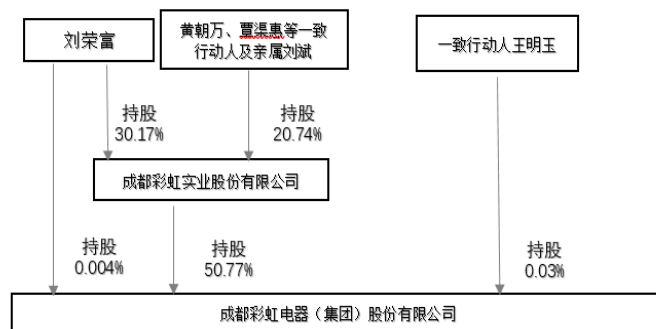 刘荣富
黄朝万、覃渠惠等一致
行动人及亲属刘斌
一致行动人王明玉
持股
30.17%
持股
20.74%
成都彩虹实业股份有限公司
持股
0.004%
持股
50.77%
持股
0.03%
成都彩虹电器（集团）股份有限公司